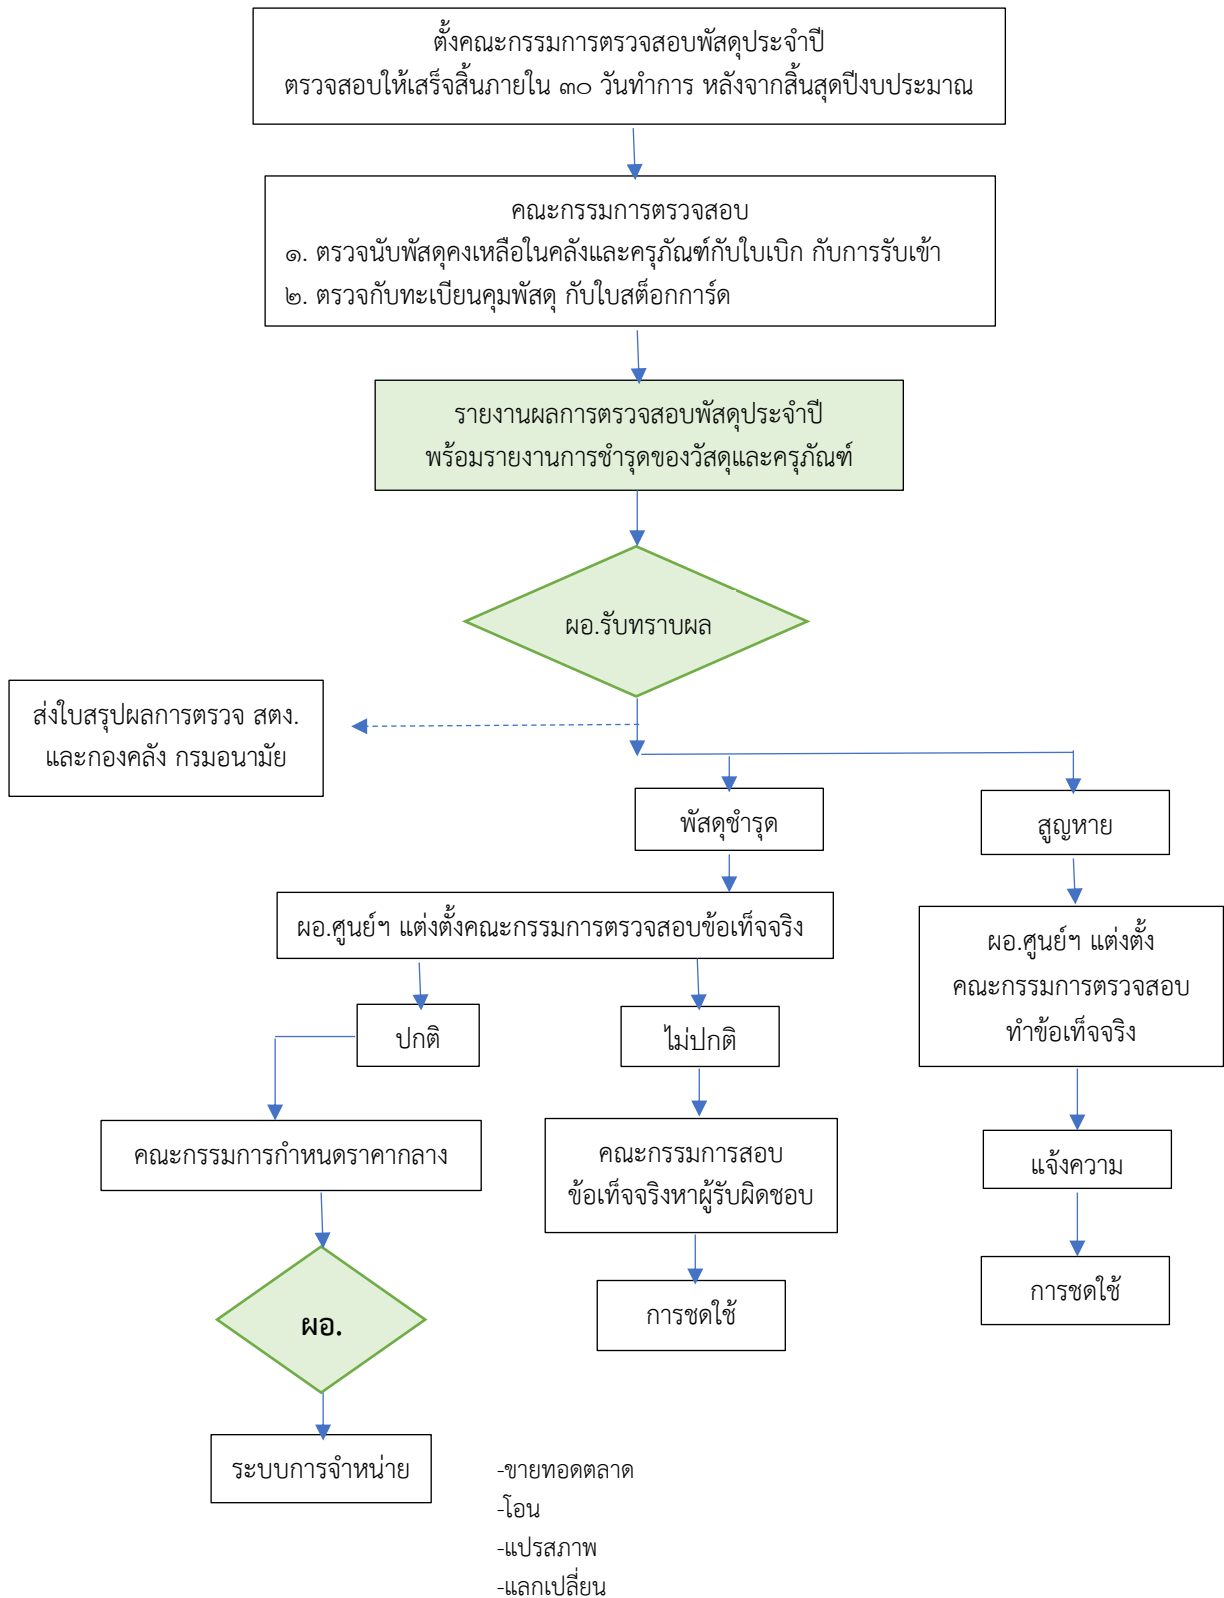 ตั้งคณะกรรมการตรวจสอบพัสดุประจำปี
ตรวจสอบให้เสร็จสิ้นภายใน ๓๐ วันทำการ หลังจากสิ้นสุดปีงบประมาณ
คณะกรรมการตรวจสอบ
๑. ตรวจนับพัสดุคงเหลือในคลังและครุภัณฑ์กับใบเบิก กับการรับเข้า
๒. ตรวจกับทะเบียนคุมพัสดุ กับใบสต็อกการ์ด
รายงานผลการตรวจสอบพัสดุประจำปี
พร้อมรายงานการชำรุดของวัสดุและครุภัณฑ์
ผอ.รับทราบผล
ส่งใบสรุปผลการตรวจ สตง.
และกองคลัง กรมอนามัย
พัสดุชำรุด
สูญหาย
ผอ.ศูนย์ฯ แต่งตั้งคณะกรรมการตรวจสอบข้อเท็จจริง
ผอ.ศูนย์ฯ แต่งตั้ง
คณะกรรมการตรวจสอบ
ทำข้อเท็จจริง
ปกติ
ไม่ปกติ
คณะกรรมการกำหนดราคากลาง
คณะกรรมการสอบ
ข้อเท็จจริงหาผู้รับผิดชอบ
แจ้งความ
การชดใช้
การชดใช้
ผอ.
ระบบการจำหน่าย
-ขายทอดตลาด
-โอน
-แปรสภาพ
-แลกเปลี่ยน